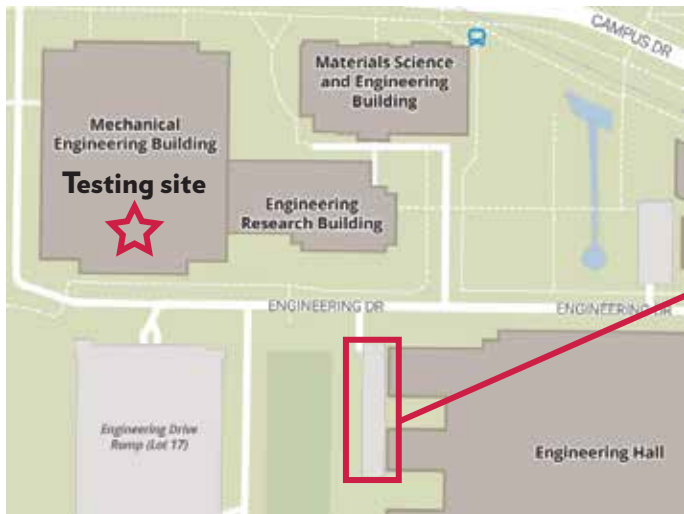 CAMPUS DR
Materials Science
and Engineering
Building
Mechanical
Engineering Building
Testing site
Engineering
Research Building
ENGINEERING DR
ENGINEERING DR
Engineering Drive
Ramp (Lot 17)
Engineering Hall